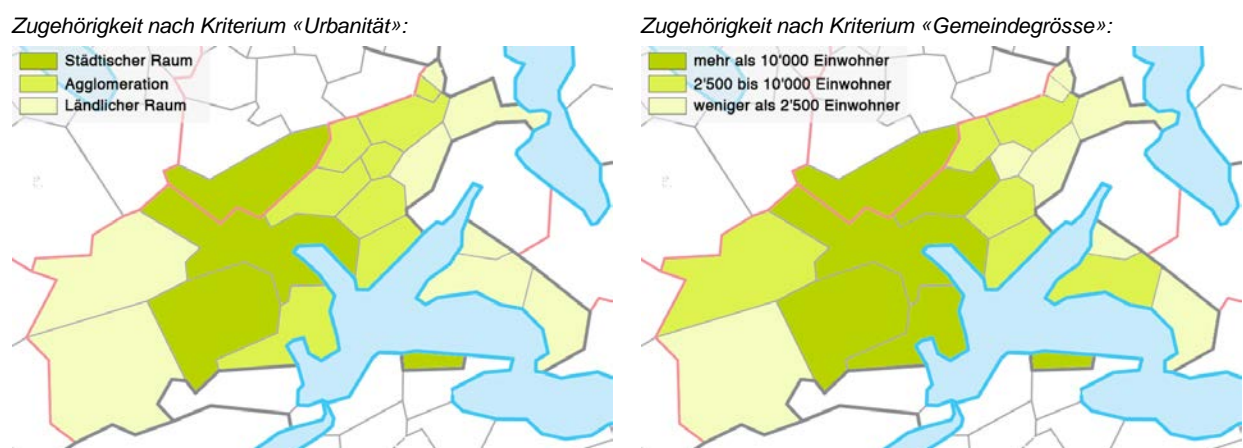 Zugehörigkeit nach Kriterium «Urbanität»:
Städtischer Raum
Agglomeration
Ländlicher Raum
Zugehörigkeit nach Kriterium «Gemeindegrösse»:
mehr als 10'000 Einwohner
2'500 bis 10'000 Einwohner
weniger als 2'500 Einwohner